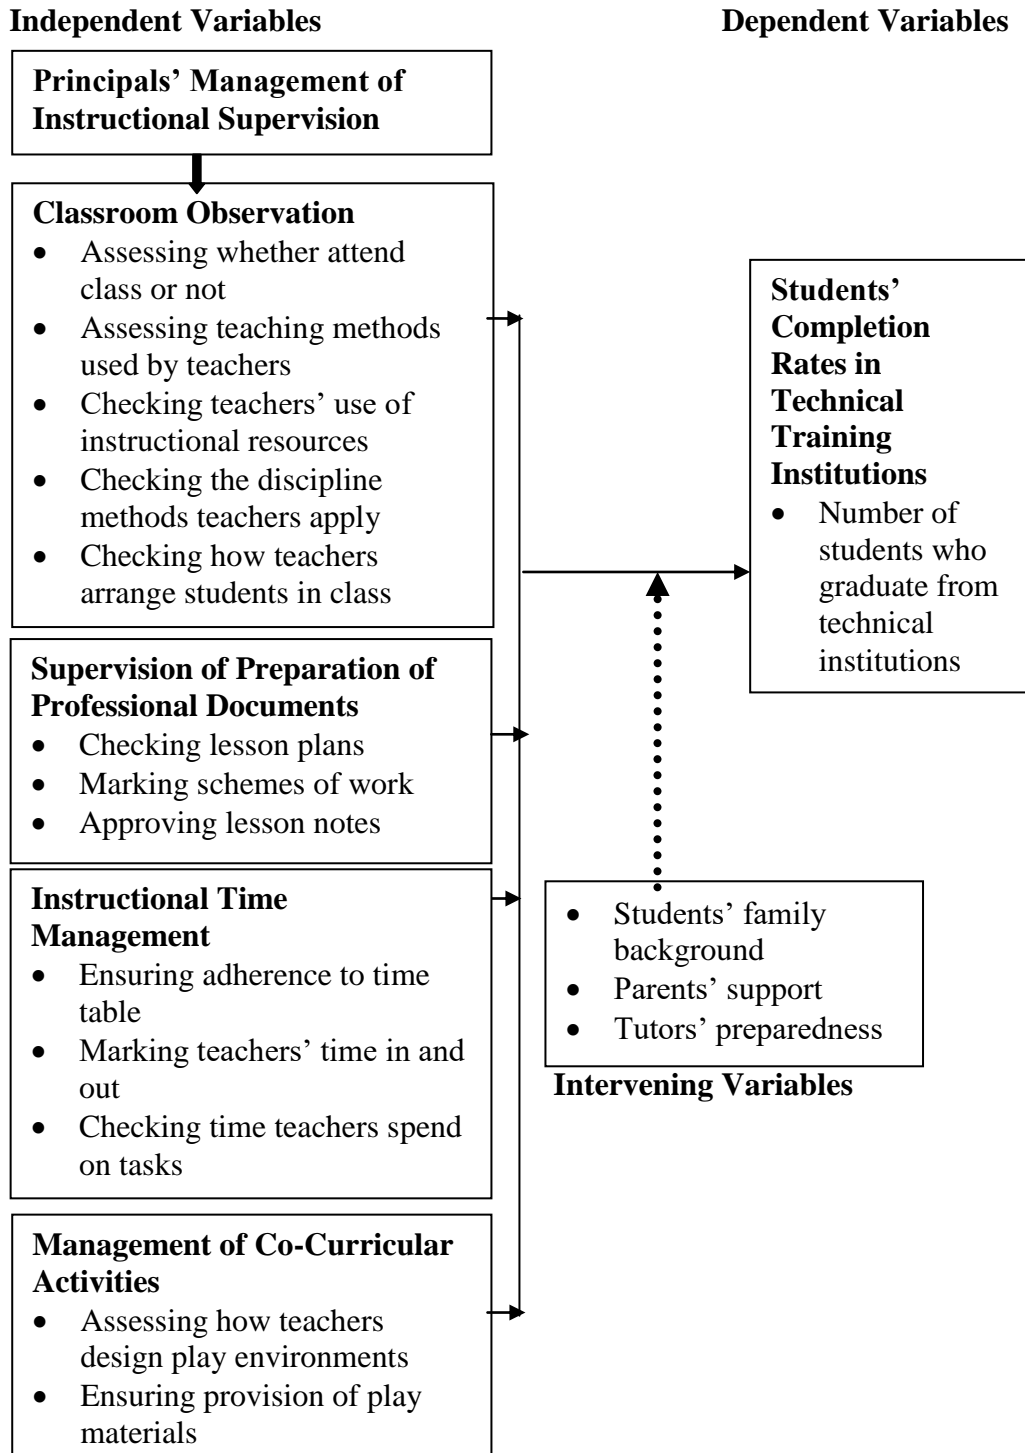 Independent Variables
Dependent Variables
Principals’ Management of
Instructional Supervision
Classroom Observation
• Assessing whether attend
class or not
• Assessing teaching methods
used by teachers
• Checking teachers’ use of
instructional resources
• Checking the discipline
methods teachers apply
• Checking how teachers
arrange students in class
Supervision of Preparation of
Professional Documents
• Checking lesson plans
• Marking schemes of work
• Approving lesson notes
Instructional Time
Management
• Ensuring adherence to time
table
• Marking teachers’ time in and
out
• Checking time teachers spend
on tasks
Management of Co-Curricular
Activities
• Assessing how teachers
design play environments
• Ensuring provision of play
materials
Students’
Completion
Rates in
Technical
Training
Institutions
• Number of
students who
graduate from
technical
institutions
• Students’ family
background
• Parents’ support
• Tutors’ preparedness
Intervening Variables